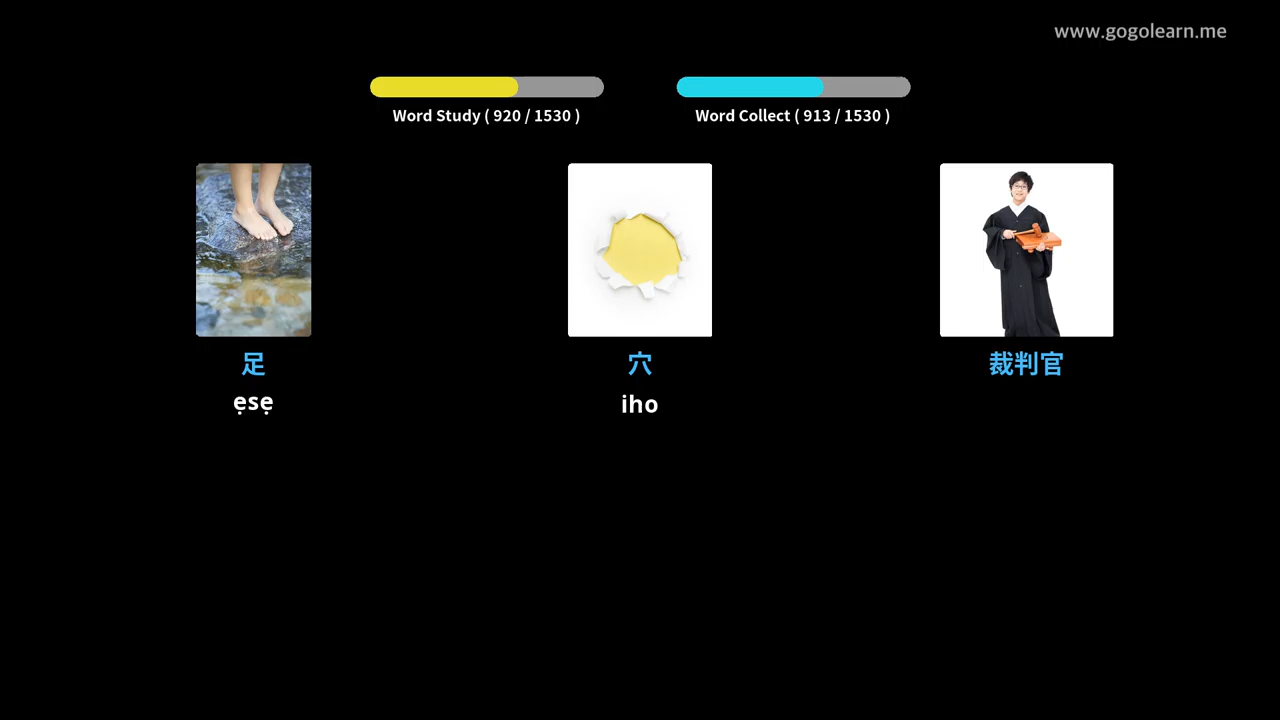 www.gogolearn.me
Word Study ( 920 / 1530 )
Word Collect ( 913 / 1530 )
足
穴
裁判官
ẹsẹ
iho